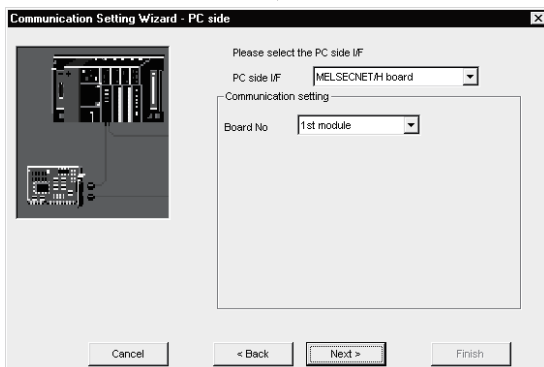 Communication Setting Wizard - PC side
Please select the PC side I/F
PC side I/F MELSECNET/H board
Communication setting
Board No 1st module
Cancel < Back Next > Finish